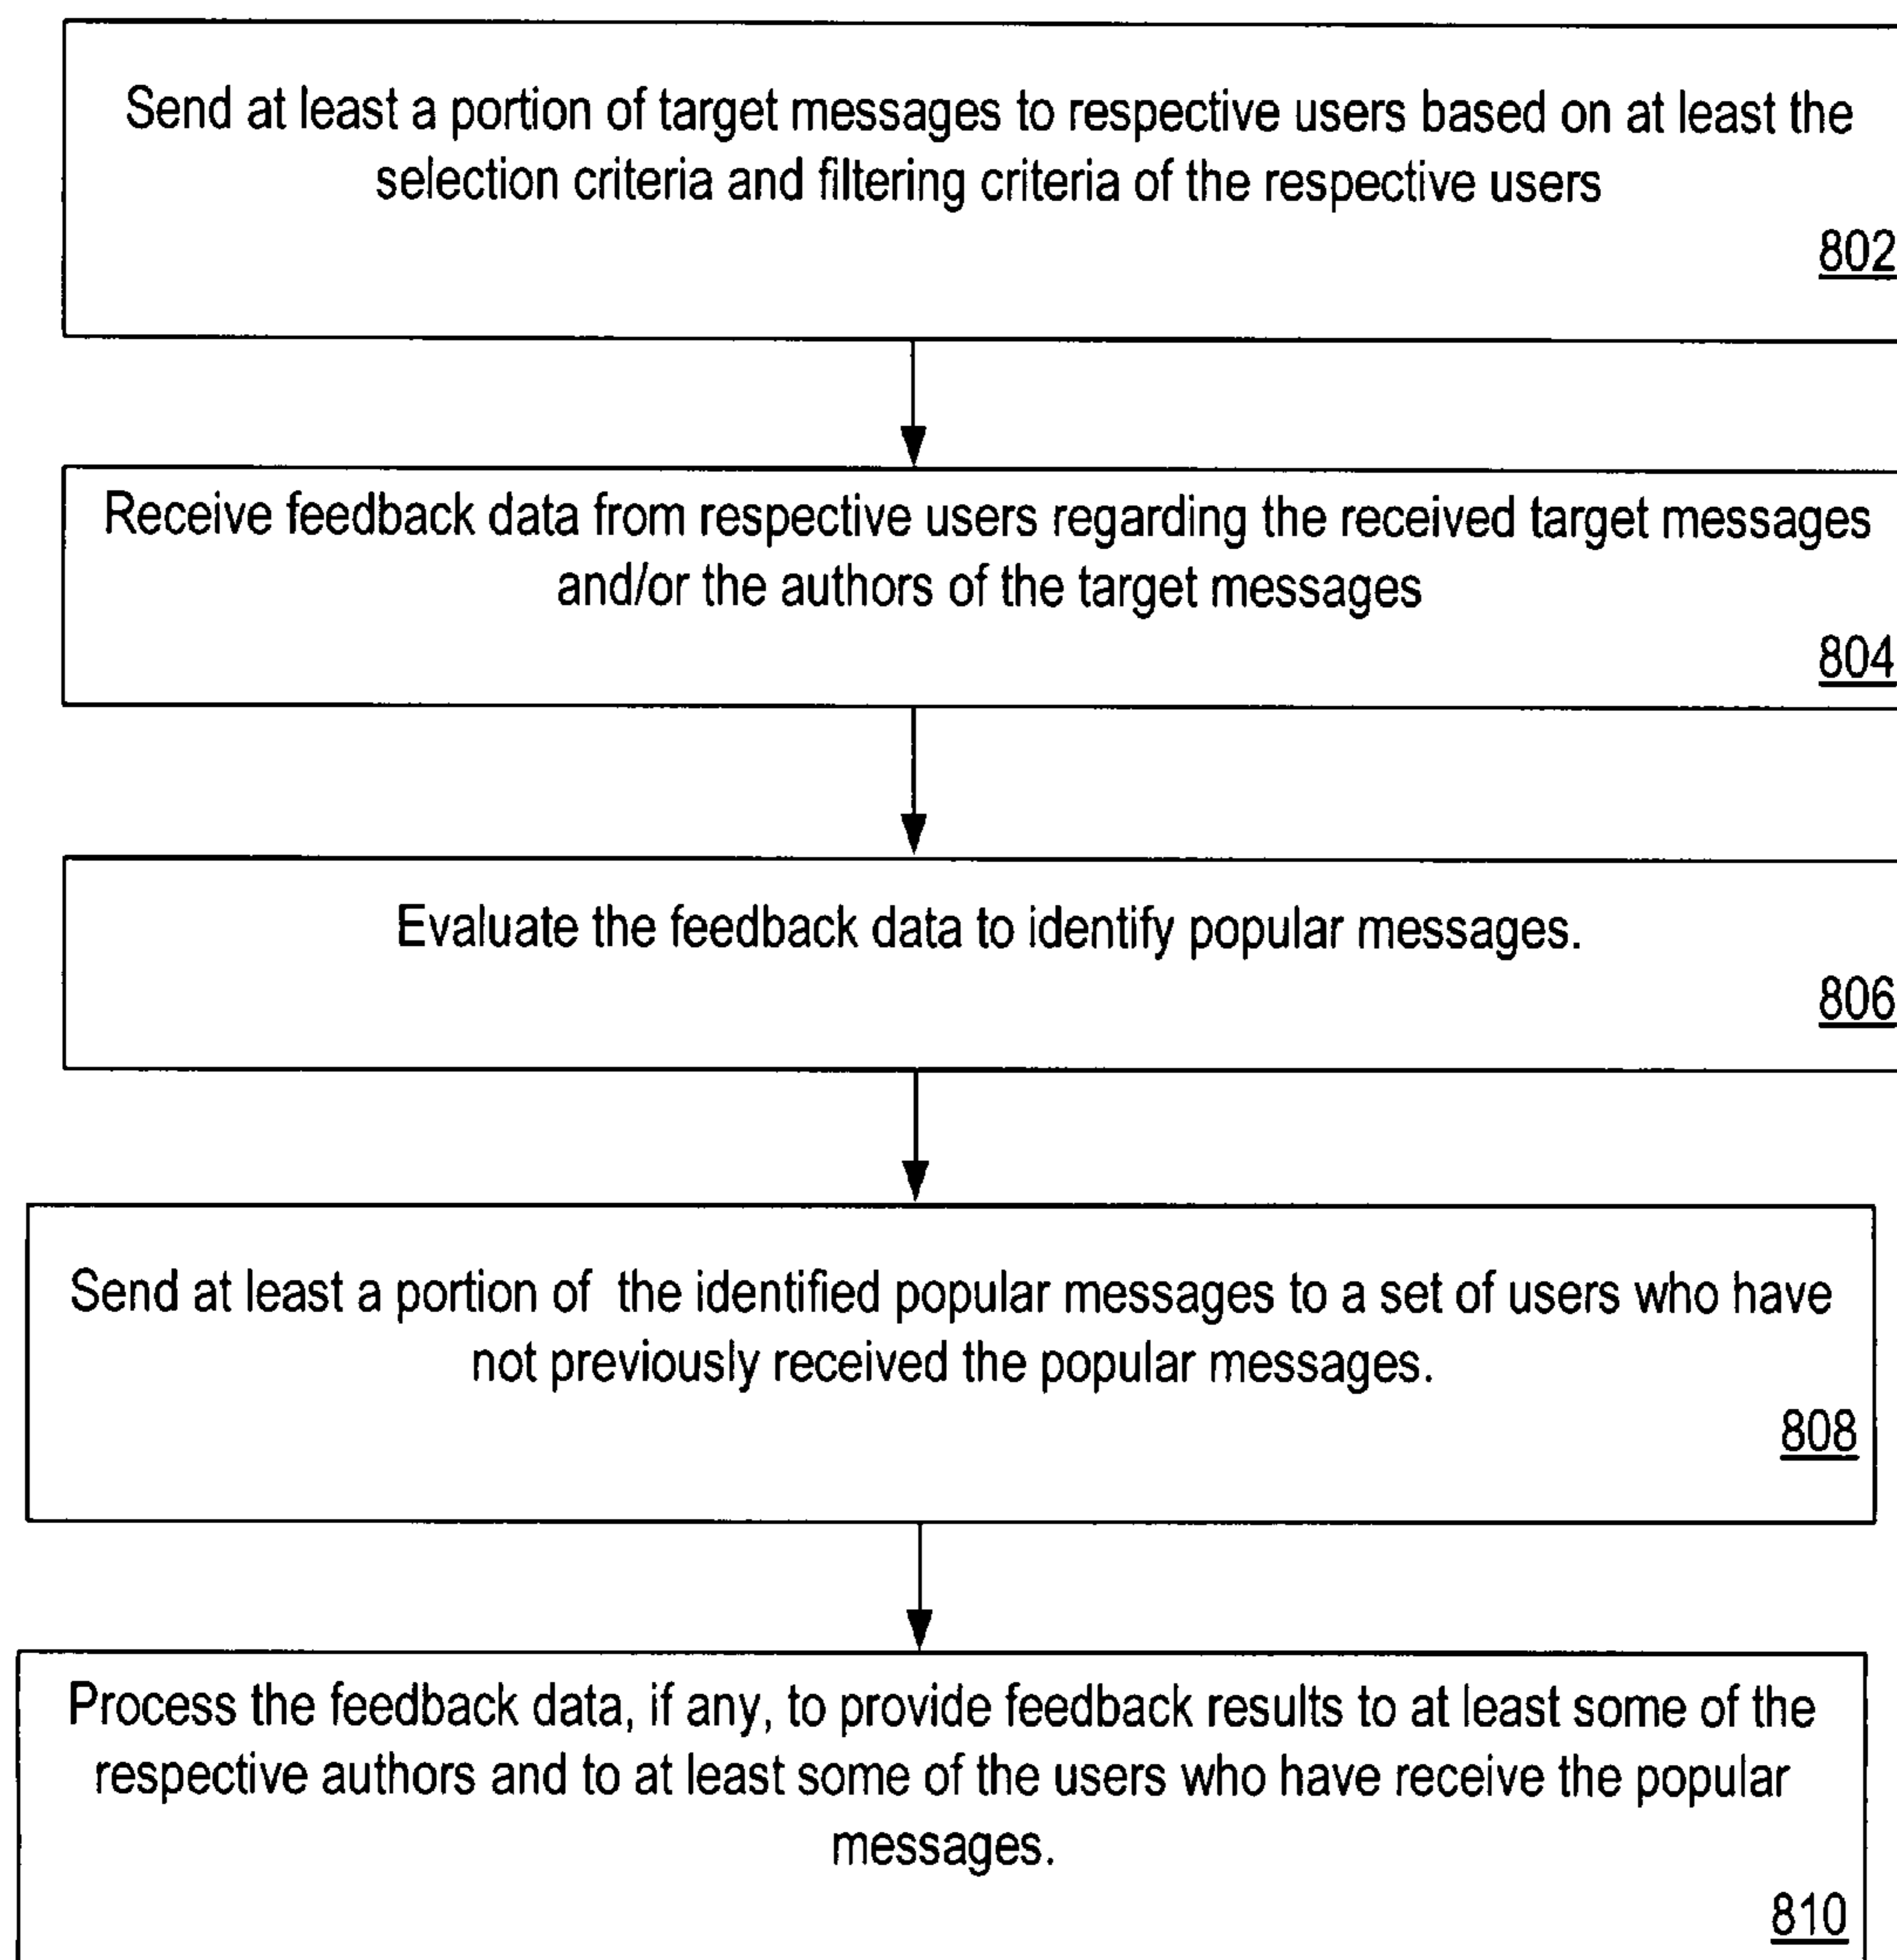 Send at least a portion of target messages to respective users based on at least the
selection criteria and filtering criteria of the respective users
802
Receive feedback data from respective users regarding the received target messages
and/or the authors of the target messages
804
Evaluate the feedback data to identify popular messages.
806
Send at least a portion of the identified popular messages to a set of users who have
not previously received the popular messages.
808
Process the feedback data, if any, to provide feedback results to at least some of the
respective authors and to at least some of the users who have receive the popular
messages.
810